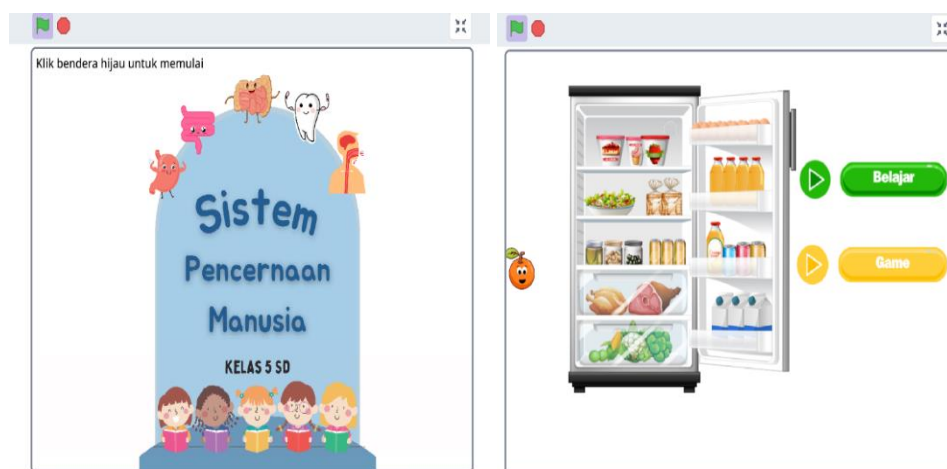 Klik bendera hijau untuk memulai
Sistem
Pencernaan
Manusia
KELAS 5 SD
Belajar
Game